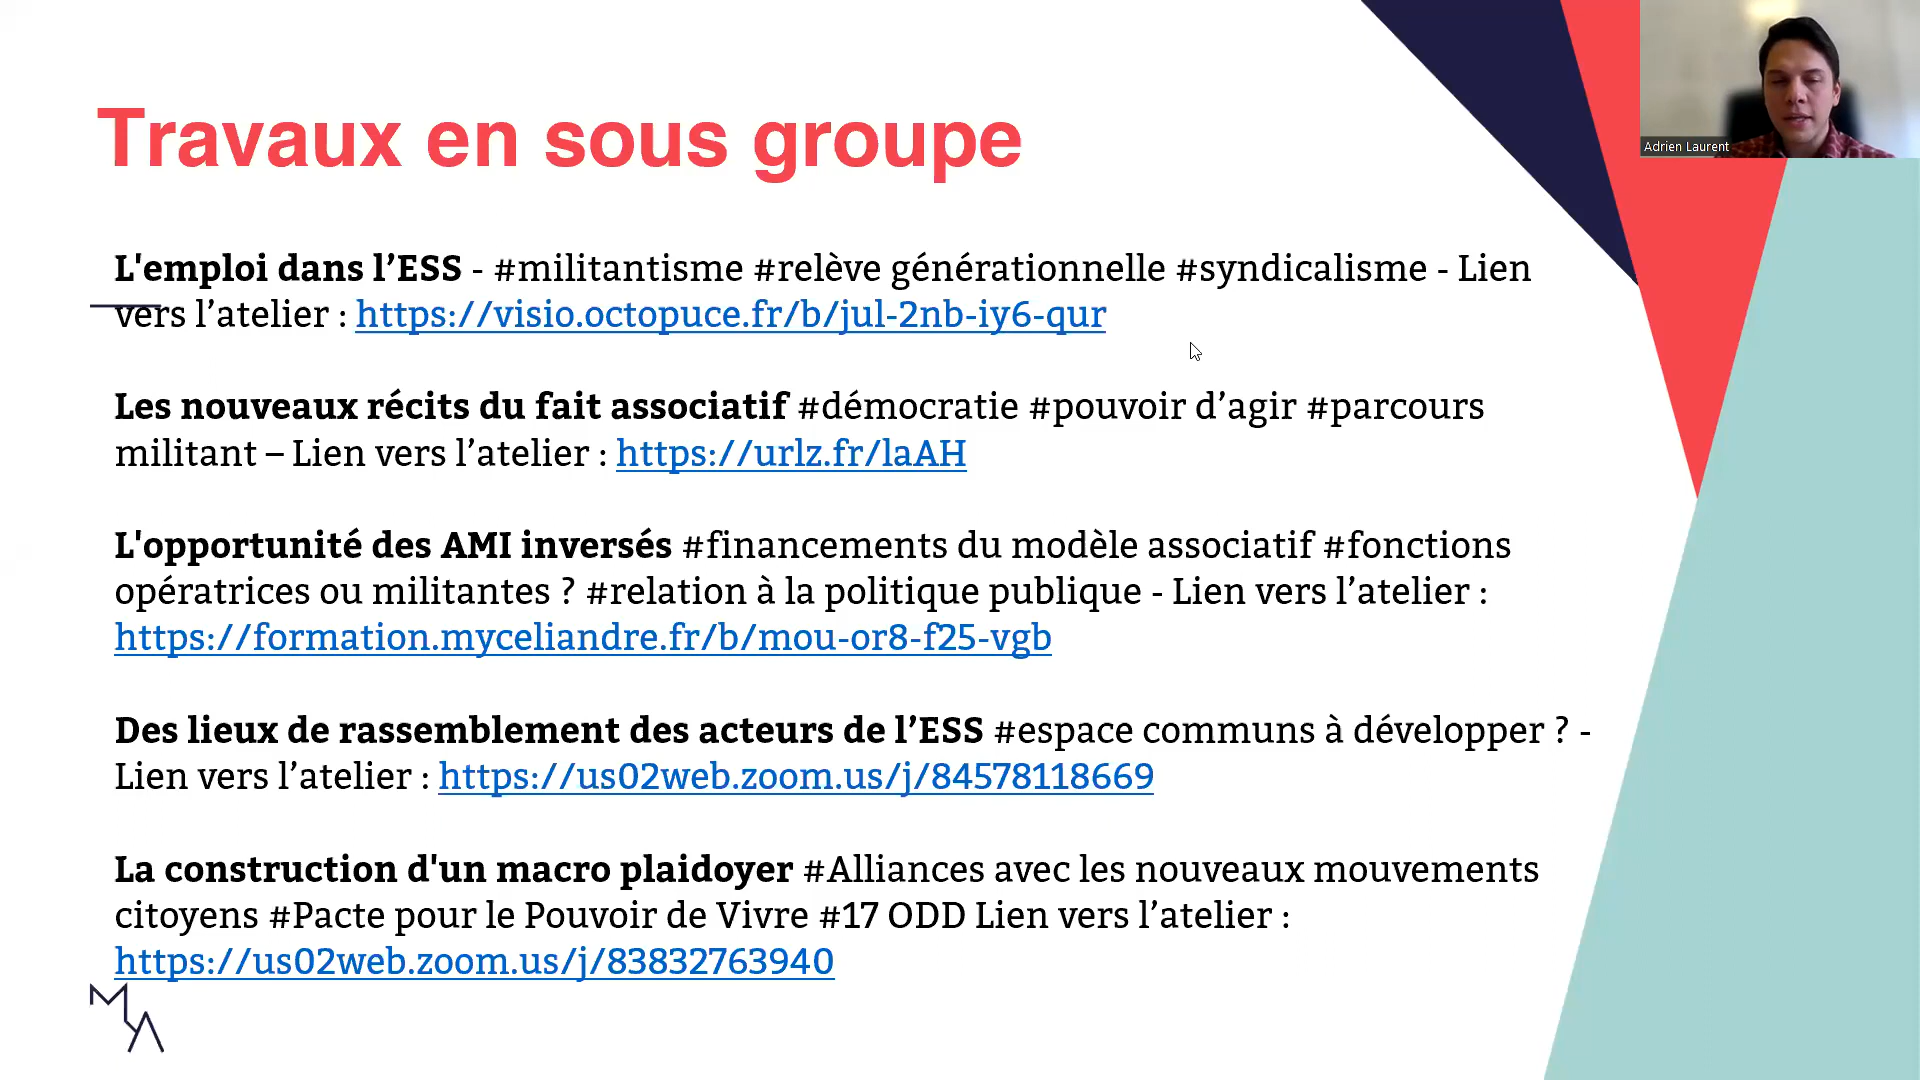 Travaux en sous groupe
Adrien Laurent
L'emploi dans l’ESS - #militantisme #relève générationnelle #syndicalisme - Lien
vers l’atelier : https://visio.octopuce.fr/b/jul-2nb-iy6-qur
Les nouveaux récits du fait associatif #démocratie #pouvoir d’agir #parcours
militant – Lien vers l’atelier : https://urlz.fr/laAH
L'opportunité des AMI inversés #financements du modèle associatif #fonctions
opératrices ou militantes ? #relation à la politique publique - Lien vers l’atelier :
https://formation.myceliandre.fr/b/mou-or8-f25-vgb
Des lieux de rassemblement des acteurs de l’ESS #espace communs à développer ? -
Lien vers l’atelier : https://us02web.zoom.us/j/84578118669
La construction d'un macro plaidoyer #Alliances avec les nouveaux mouvements
citoyens #Pacte pour le Pouvoir de Vivre #17 ODD Lien vers l’atelier :
https://us02web.zoom.us/j/83832763940
MA